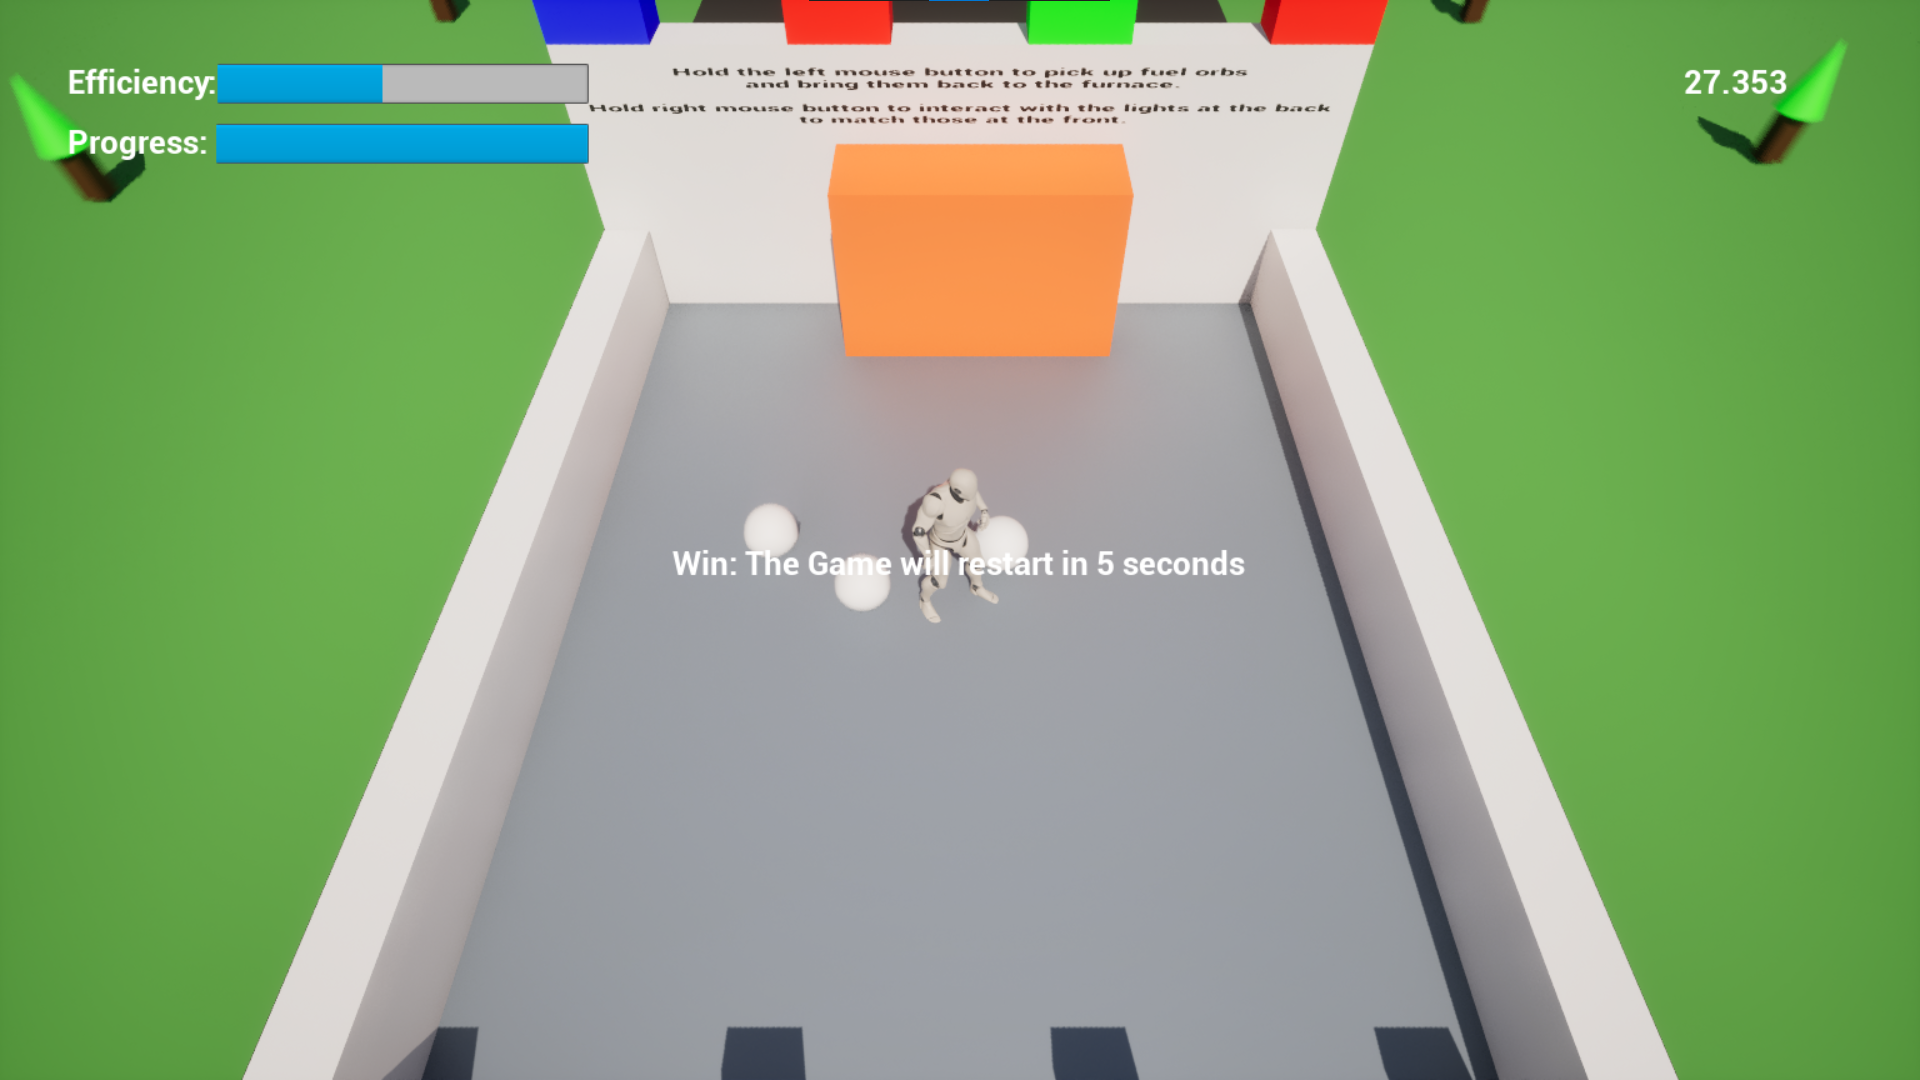 Efficiency:
Progress:
27.353
Hold the left mouse button to pick up fuel orbs
and bring them back to the furnace.
Hold right mouse button to interact with the lights at the back
to match those at the front.
Win: The Game will restart in 5 seconds